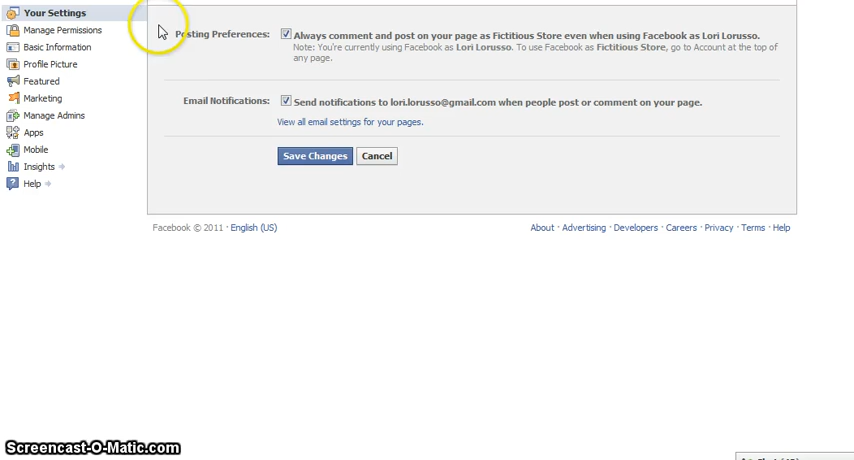 Your Settings
Manage Permissions
Basic Information
Profile Picture
Featured
Marketing
Manage Admins
Apps
Mobile
Insights
Help
Posting Preferences:
Always comment and post on your page as Fictitious Store even when using Facebook as Lori Lorusso.
Note: You're currently using Facebook as Lori Lorusso. To use Facebook as Fictitious Store, go to Account at the top of
any page.
Email Notifications:
Send notifications to lori.lorusso@gmail.com when people post or comment on your page.
View all email settings for your pages.
Save Changes Cancel
Facebook © 2011 · English (US)
About · Advertising · Developers · Careers · Privacy · Terms · Help
Screencast-O-Matic.com